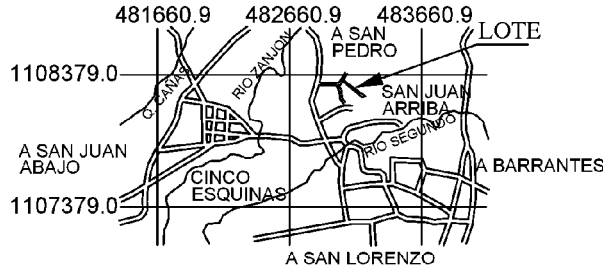 481660.9 482660.9 483660.9
A SAN
PEDRO
LOTE
1108379.0
Q. CAÑAS
RIO ZANJON
SAN JUAN
ARRIBA
RIO SEGUNDO
A SAN JUAN
ABAJO
CINCO
ESQUINAS
A BARRANTES
1107379.0
A SAN LORENZO